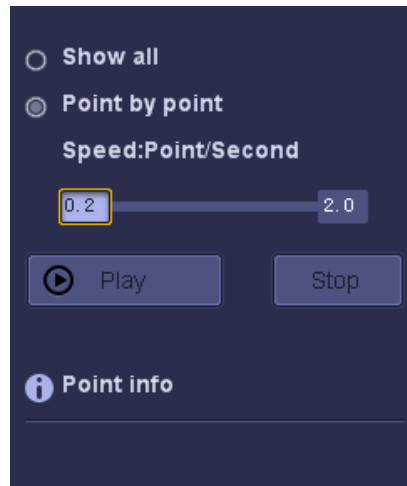 Show all
Point by point
Speed:Point/Second
0.2 2.0
Play Stop
Point info